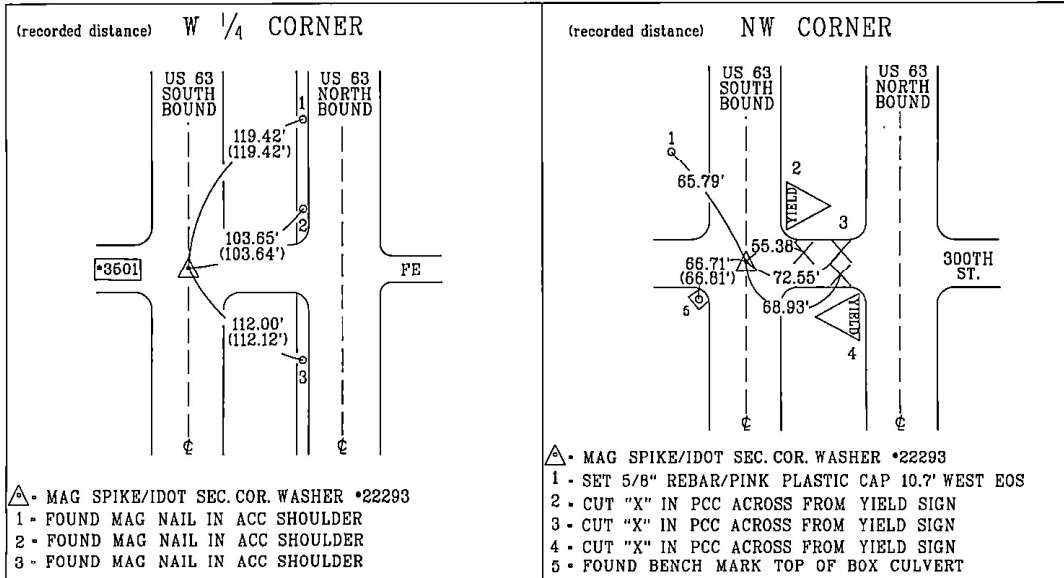 (recorded distance) W 1/4 CORNER
US 63
SOUTH
BOUND
US 63
NORTH
BOUND
1
119.42'
(119.42')
2
103.65'
(103.64')
•3501
FE
112.00'
(112.12')
3
℄
℄
- MAG SPIKE/IDOT SEC. COR. WASHER •22293
1 - FOUND MAG NAIL IN ACC SHOULDER
2 - FOUND MAG NAIL IN ACC SHOULDER
3 - FOUND MAG NAIL IN ACC SHOULDER
(recorded distance) NW CORNER
US 63
SOUTH
BOUND
US 63
NORTH
BOUND
1
65.79'
2
YIELD
3
55.38
66.71'
(66.81')
72.55'
300TH
ST.
68.93'
5
YIELD
4
℄
℄
- MAG SPIKE/IDOT SEC. COR. WASHER •22293
1 - SET 5/8" REBAR/PINK PLASTIC CAP 10.7' WEST EOS
2 - CUT "X" IN PCC ACROSS FROM YIELD SIGN
3 - CUT "X" IN PCC ACROSS FROM YIELD SIGN
4 - CUT "X" IN PCC ACROSS FROM YIELD SIGN
5 - FOUND BENCH MARK TOP OF BOX CULVERT